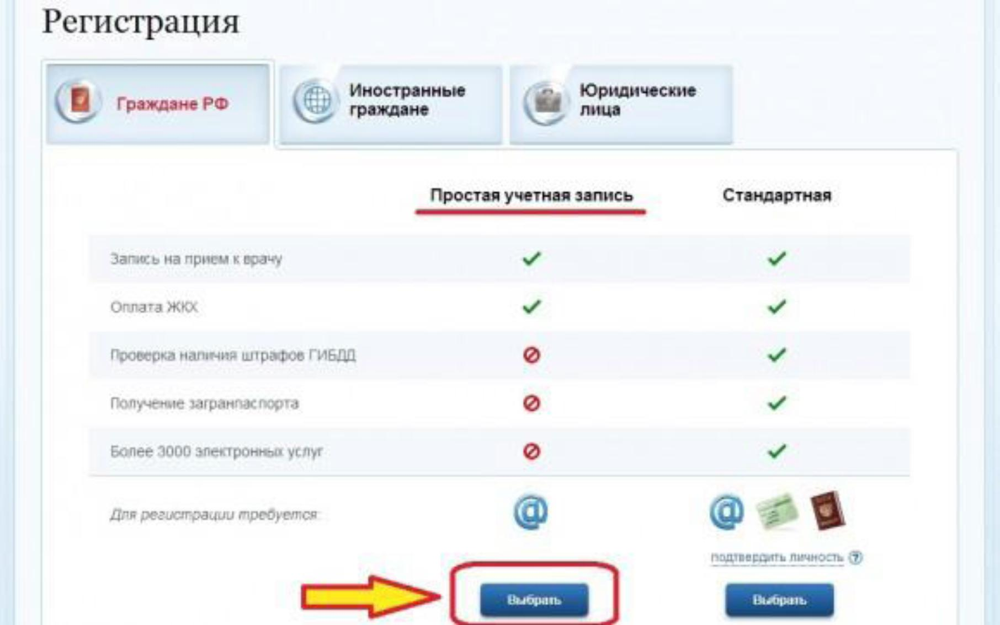 Регистрация
Граждане РФ
Иностранные
граждане
Юридические
лица
Простая учетная запись
Стандартная
Запись на прием к врачу
Оплата ЖКХ
Проверка наличия штрафов ГИБДД
Получение загранпаспорта
Более 3000 электронных услуг
Для регистрации требуется:
подтвердить личность ?
Выбрать
Выбрать